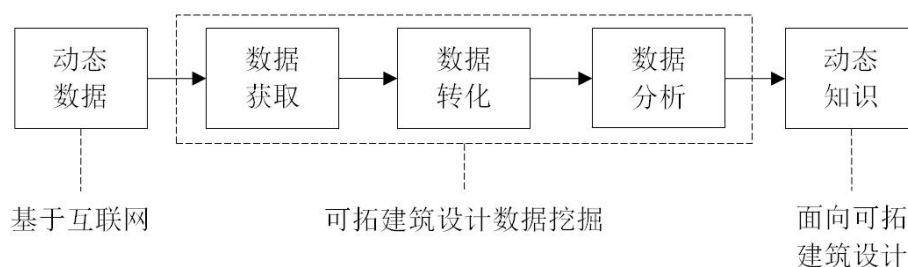 动态
数据
数据
获取
数据
转化
数据
分析
动态
知识
基于互联网
可拓建筑设计数据挖掘
面向可拓
建筑设计